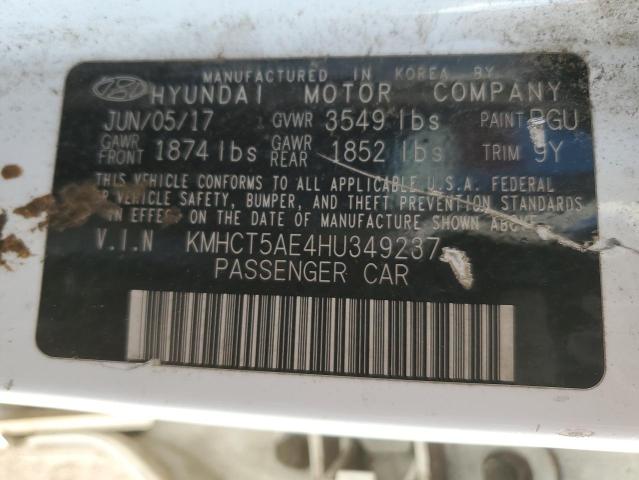 MANUFACTURED IN KOREA BY
HYUNDAI MOTOR COMPANY
JUN/05/17 GVWR 3549 lbs PAINT PGU
GAWR FRONT 1874 lbs GAWR REAR 1852 lbs TRIM 9Y
THIS VEHICLE CONFORMS TO ALL APPLICABLE U.S.A. FEDERAL
VEHICLE SAFETY, BUMPER, AND THEFT PREVENTION STANDARDS
IN EFFECT ON THE DATE OF MANUFACTURE SHOWN ABOVE.
V.I.N KMHCT5AE4HU349237
PASSENGER CAR